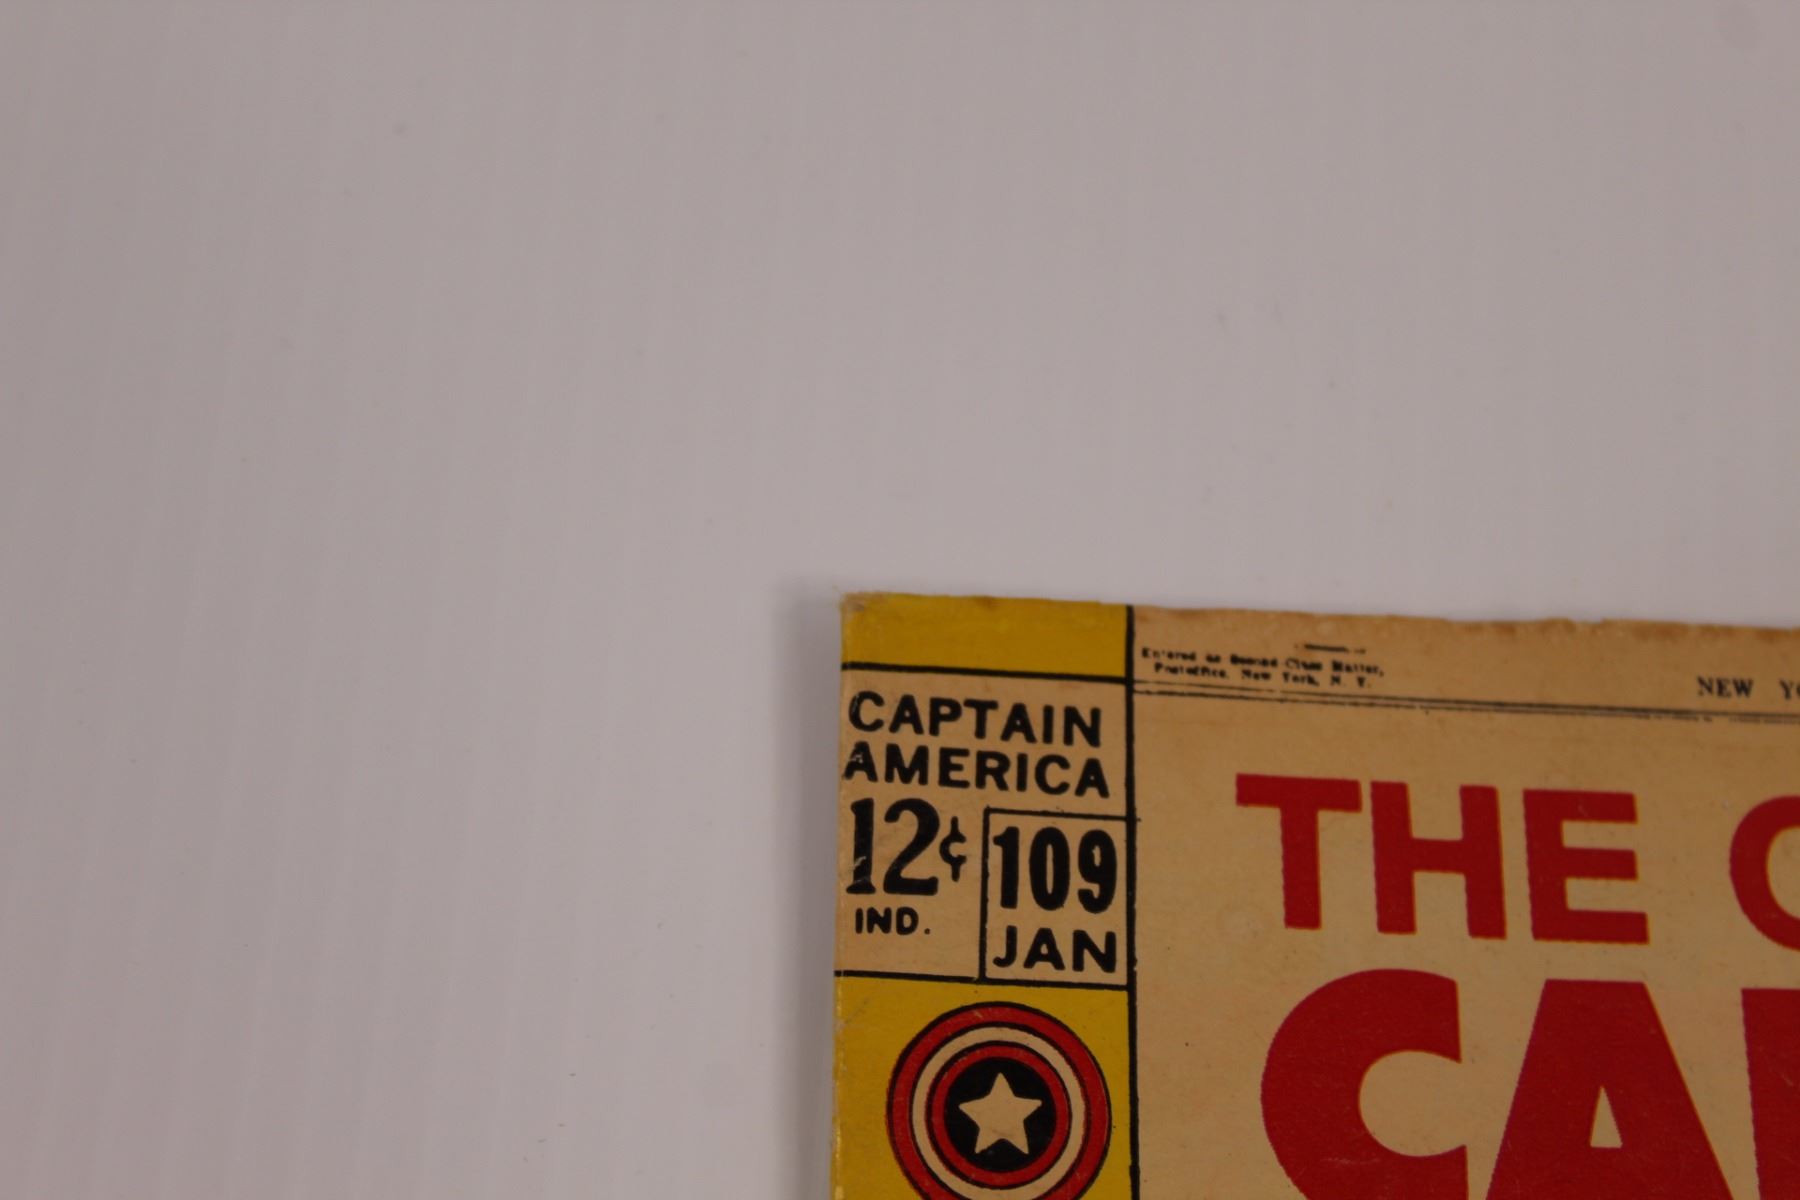 Entered as Second Class Matter,
Postoffice, New York, N. Y.
NEW
CAPTAIN
AMERICA
12¢
IND.
109
JAN
THE